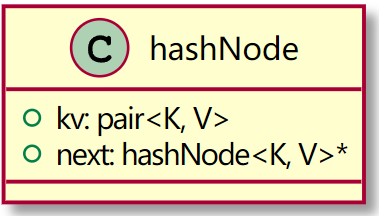 C hashNode
kv: pair<K, V>
next: hashNode<K, V>*